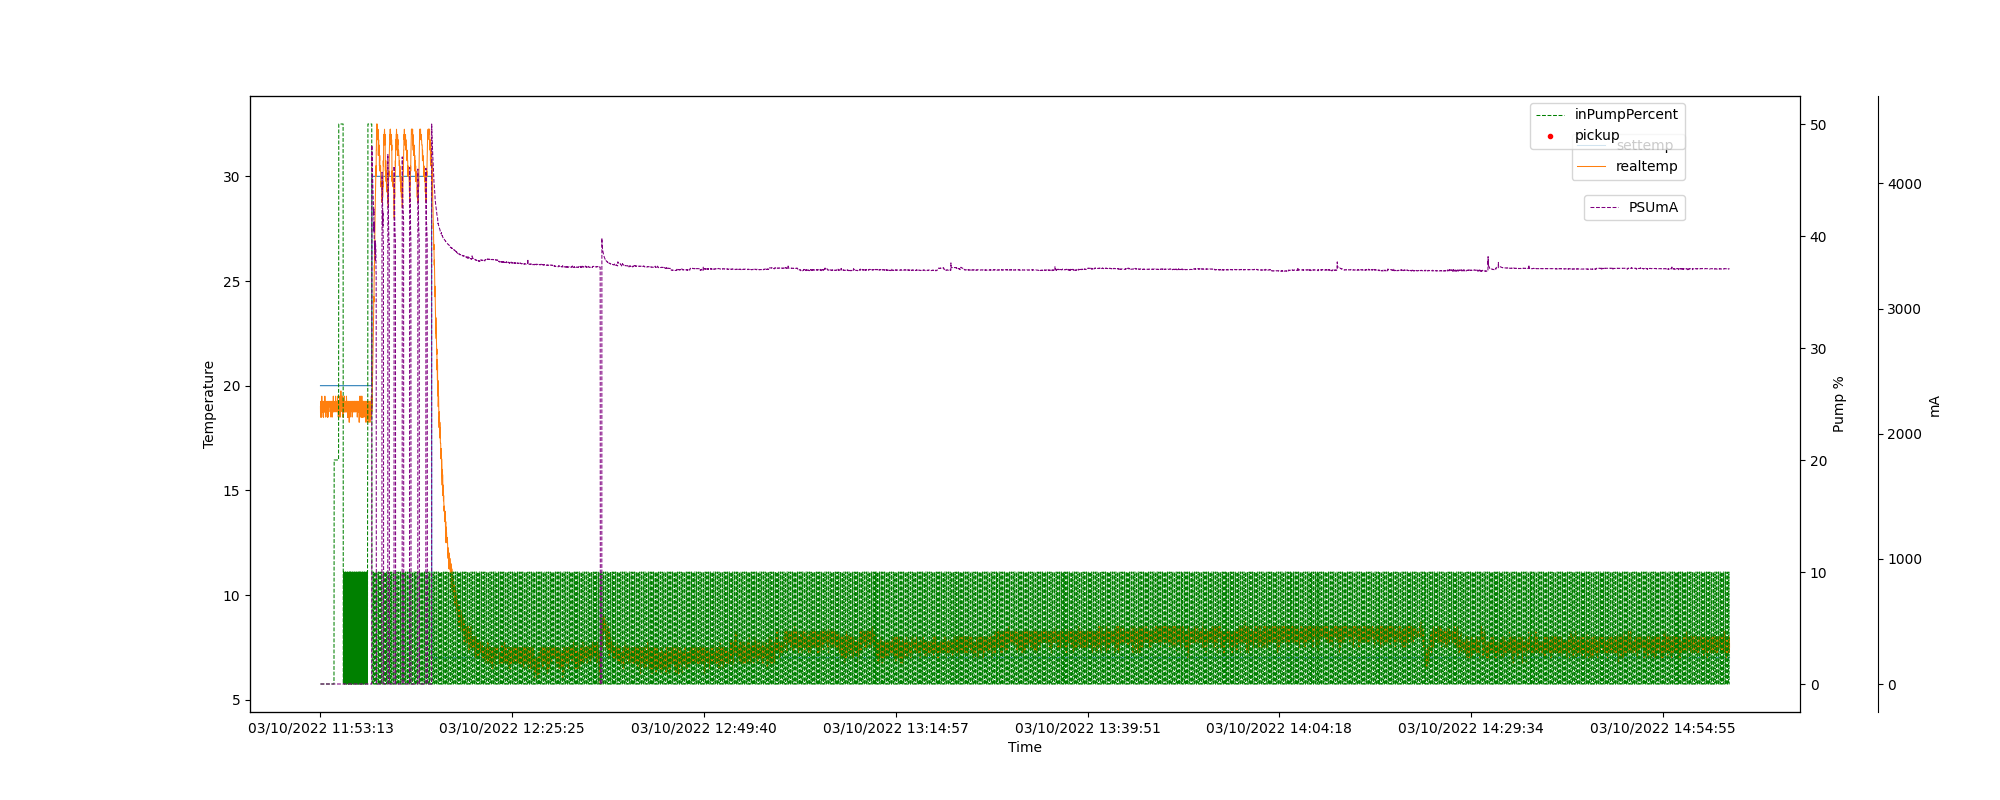 inPumpPercent
pickup
settemp
realtemp
PSUmA
Temperature
30
25
20
15
10
5
50
40
30
20
10
0
Pump %
4000
3000
2000
1000
0
mA
03/10/2022 11:53:13
03/10/2022 12:25:25
03/10/2022 12:49:40
03/10/2022 13:14:57
03/10/2022 13:39:51
03/10/2022 14:04:18
03/10/2022 14:29:34
03/10/2022 14:54:55
Time